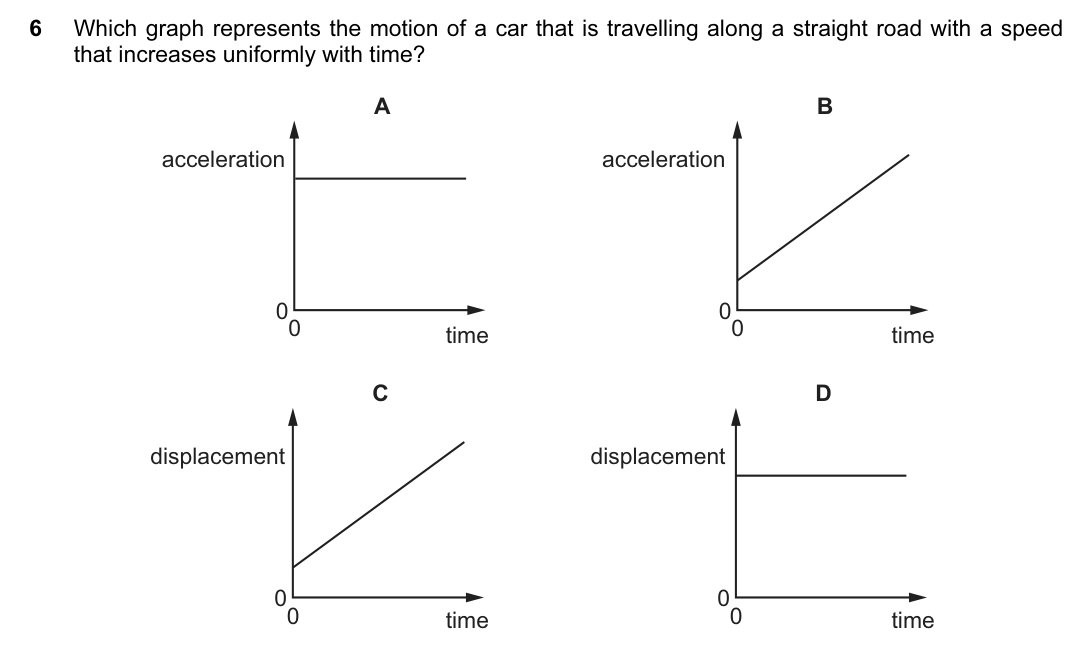 6 Which graph represents the motion of a car that is travelling along a straight road with a speed
that increases uniformly with time?
A
acceleration
0
0
time
B
acceleration
0
0
time
C
displacement
0
0
time
D
displacement
0
0
time